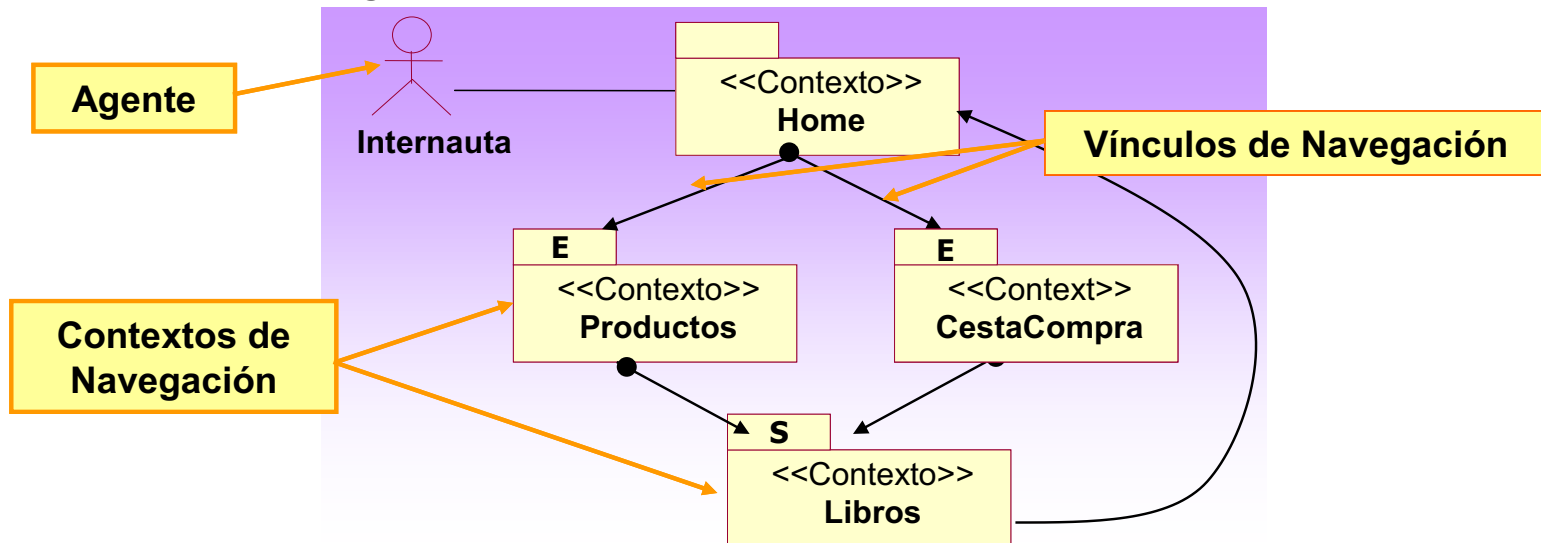 <<Contexto>>
Home
Agente
Internauta
Vínculos de Navegación
E
<<Contexto>>
Productos
E
<<Context>>
CestaCompra
Contextos de
Navegación
S
<<Contexto>>
Libros